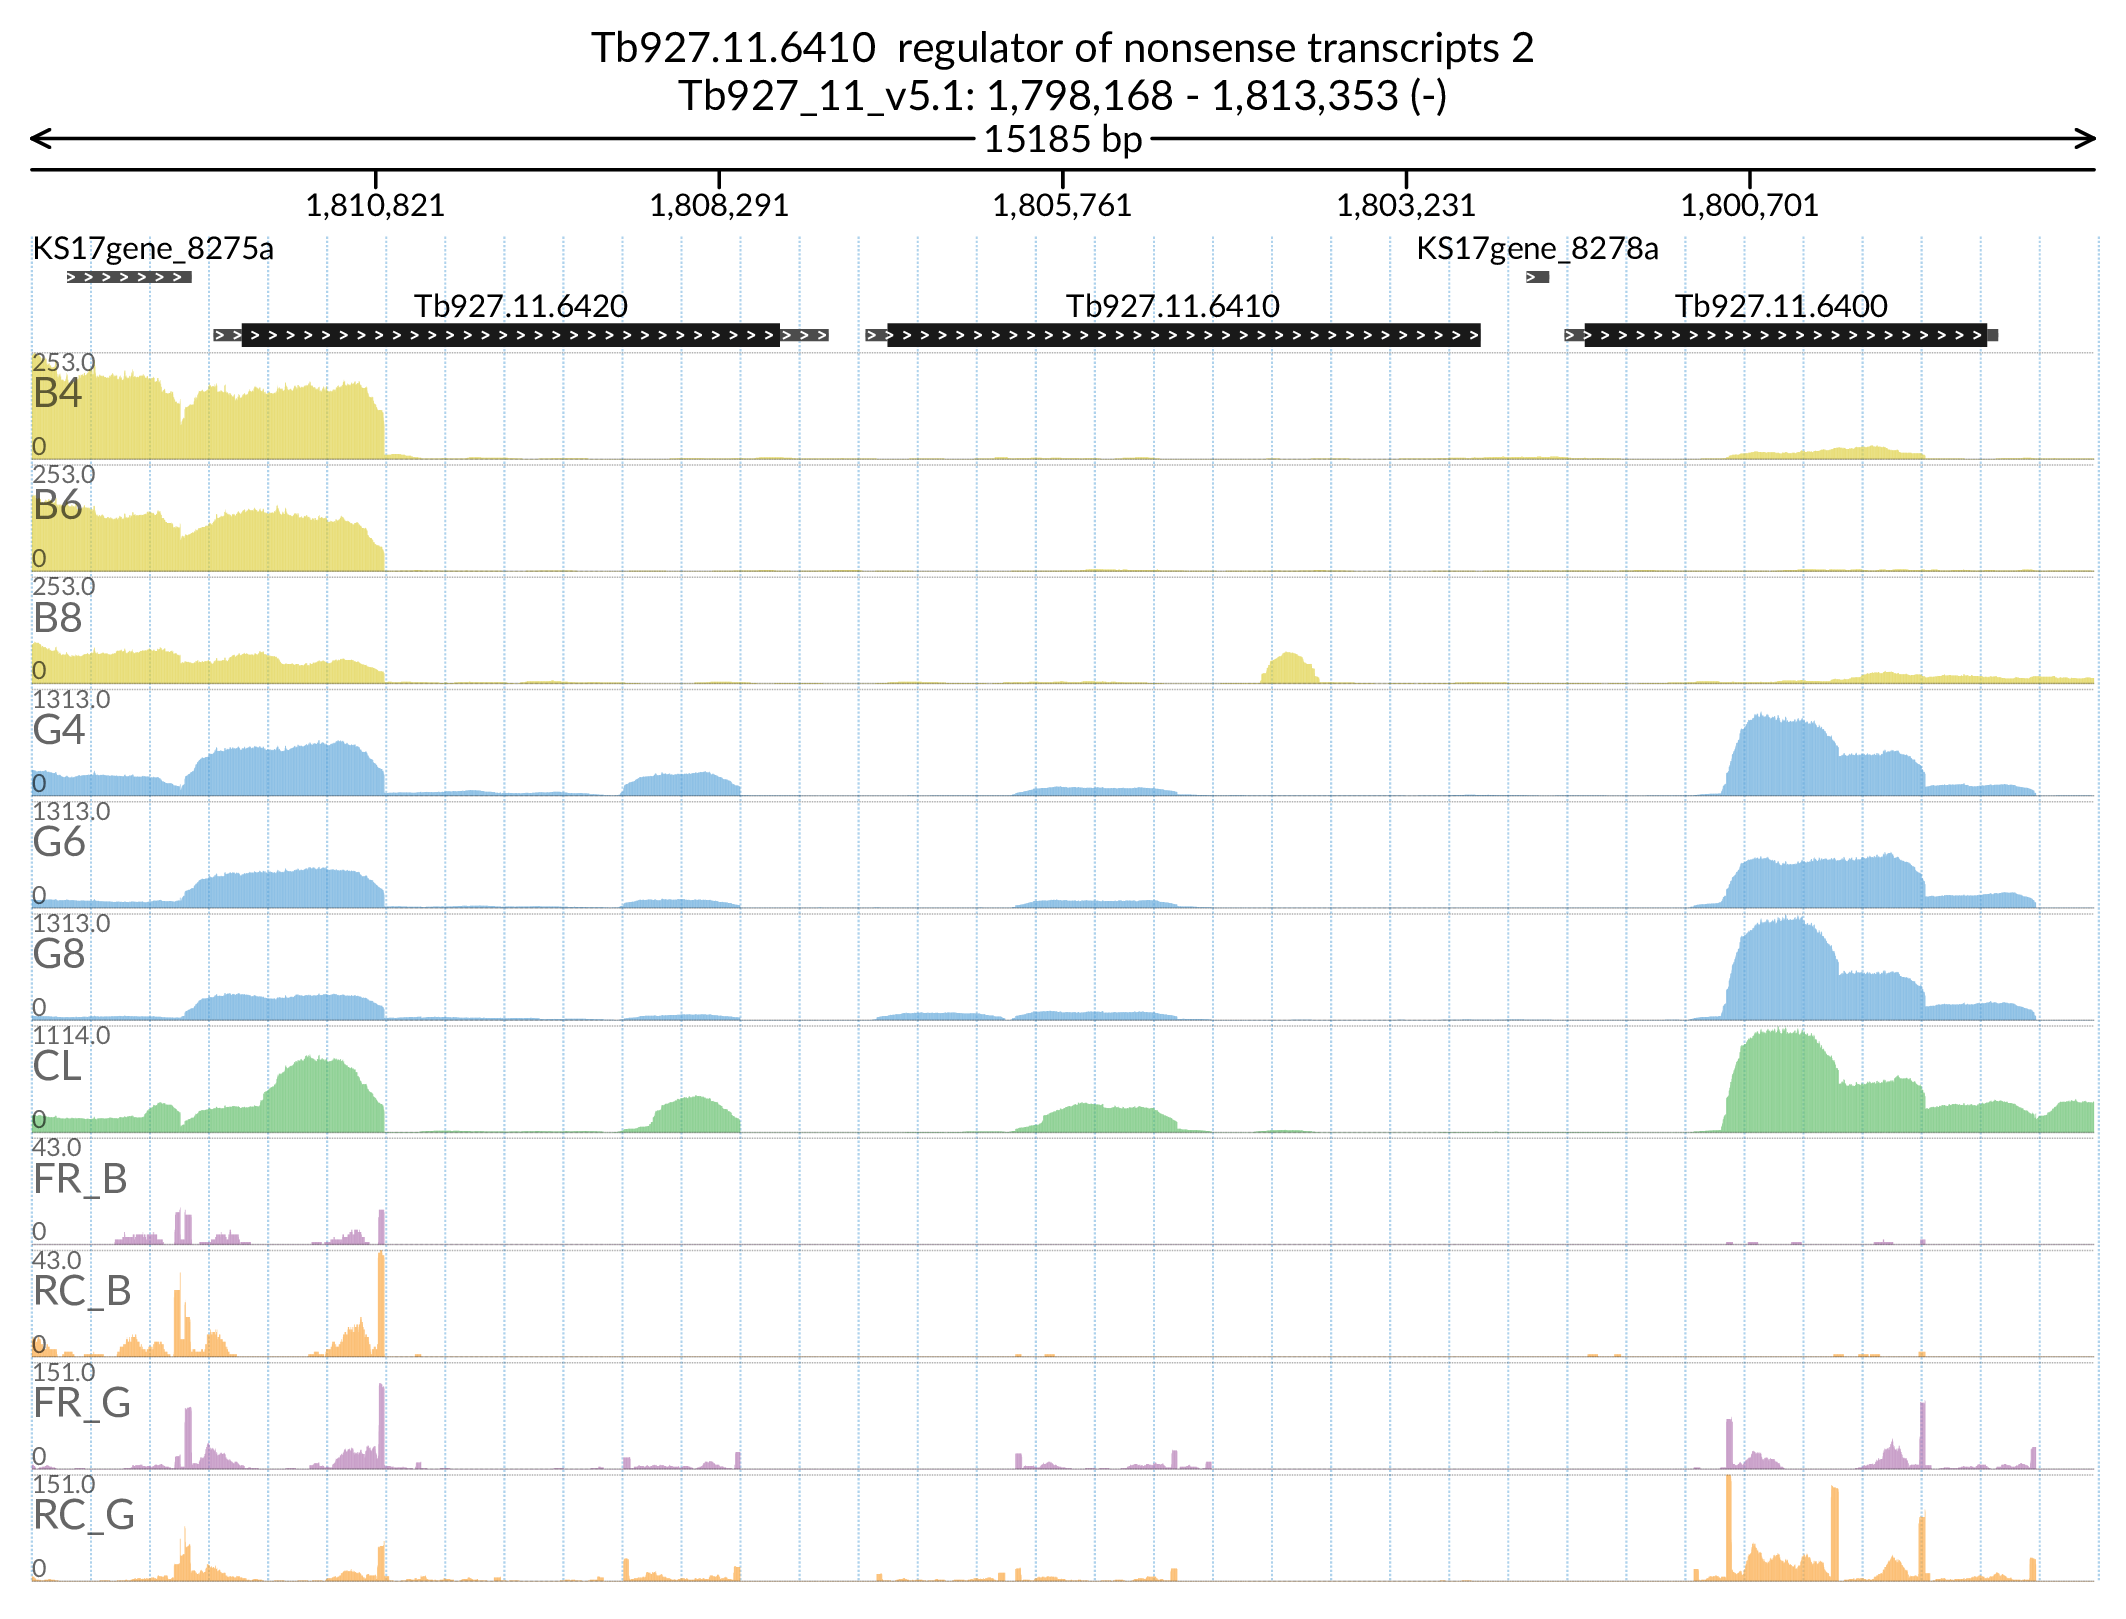 Tb927.11.6410  regulator of nonsense transcripts 2
Tb927_11_v5.1: 1,798,168 - 1,813,353 (-)
15185 bp
1,810,821 1,808,291 1,805,761 1,803,231 1,800,701
KS17gene_8275a KS17gene_8278a
Tb927.11.6420 Tb927.11.6410 Tb927.11.6400
253.0
B4
0
253.0
B6
0
253.0
B8
0
1313.0
G4
0
1313.0
G6
0
1313.0
G8
0
1114.0
CL
0
43.0
FR_B
0
43.0
RC_B
0
151.0
FR_G
0
151.0
RC_G
0